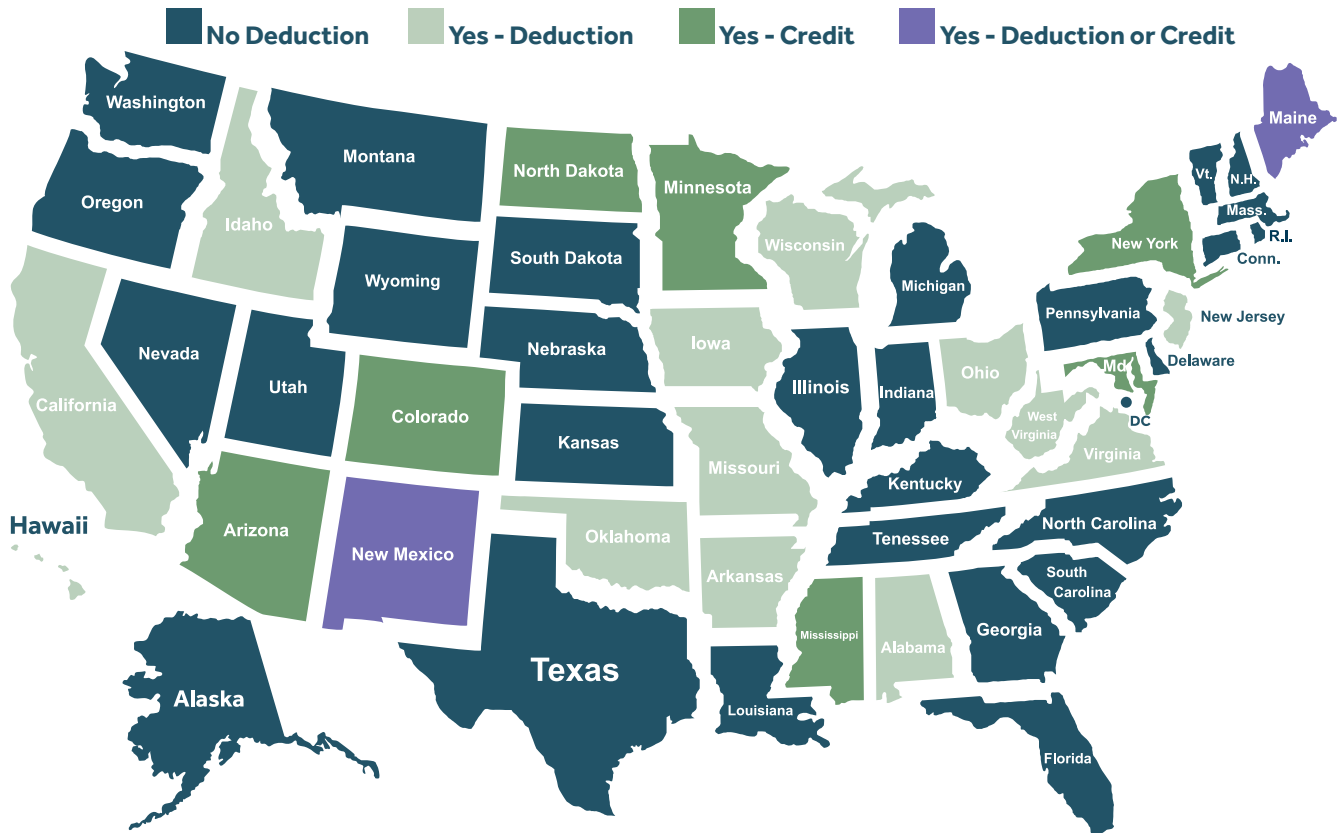 No Deduction
Yes - Deduction
Yes - Credit
Yes - Deduction or Credit
Washington
Oregon
Idaho
Montana
Wyoming
North Dakota
South Dakota
Minnesota
Wisconsin
Michigan
Maine
Vt.
N.H.
Mass.
R.I.
Conn.
New York
Pennsylvania
New Jersey
Delaware
Md.
DC
California
Nevada
Utah
Colorado
Nebraska
Kansas
Iowa
Missouri
Illinois
Indiana
Ohio
West
Virginia
Virginia
Kentucky
Tenessee
North Carolina
South
Carolina
Georgia
Hawaii
Arizona
New Mexico
Oklahoma
Arkansas
Mississippi
Alabama
Texas
Louisiana
Alaska
Florida